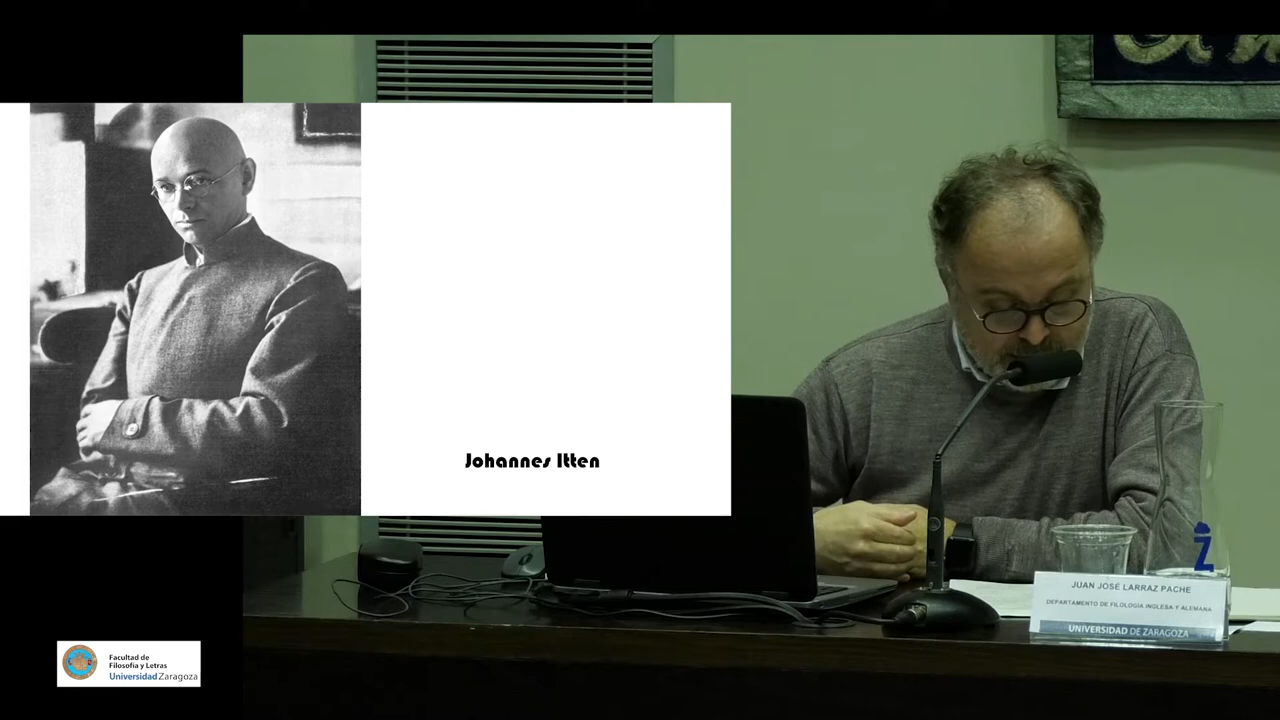 Johannes Itten
JUAN JOSÉ LARRAZ PACHE
DEPARTAMENTO DE FILOLOGÍA INGLESA Y ALEMANA
UNIVERSIDAD DE ZARAGOZA
Facultad de
Filosofía y Letras
Universidad Zaragoza